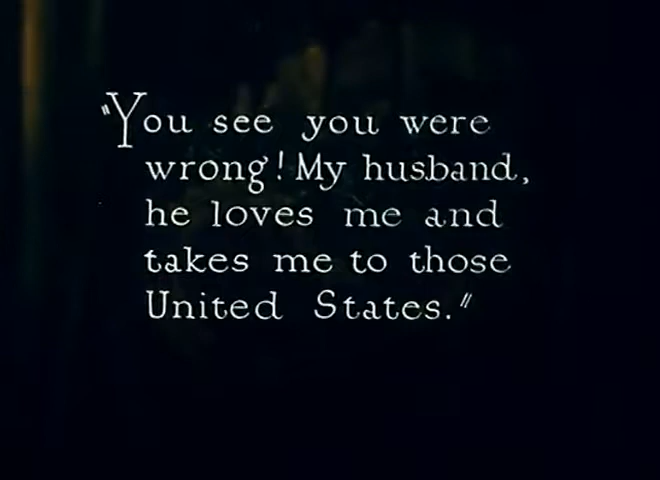 "You see you were
wrong! My husband,
he loves me and
takes me to those
United States."